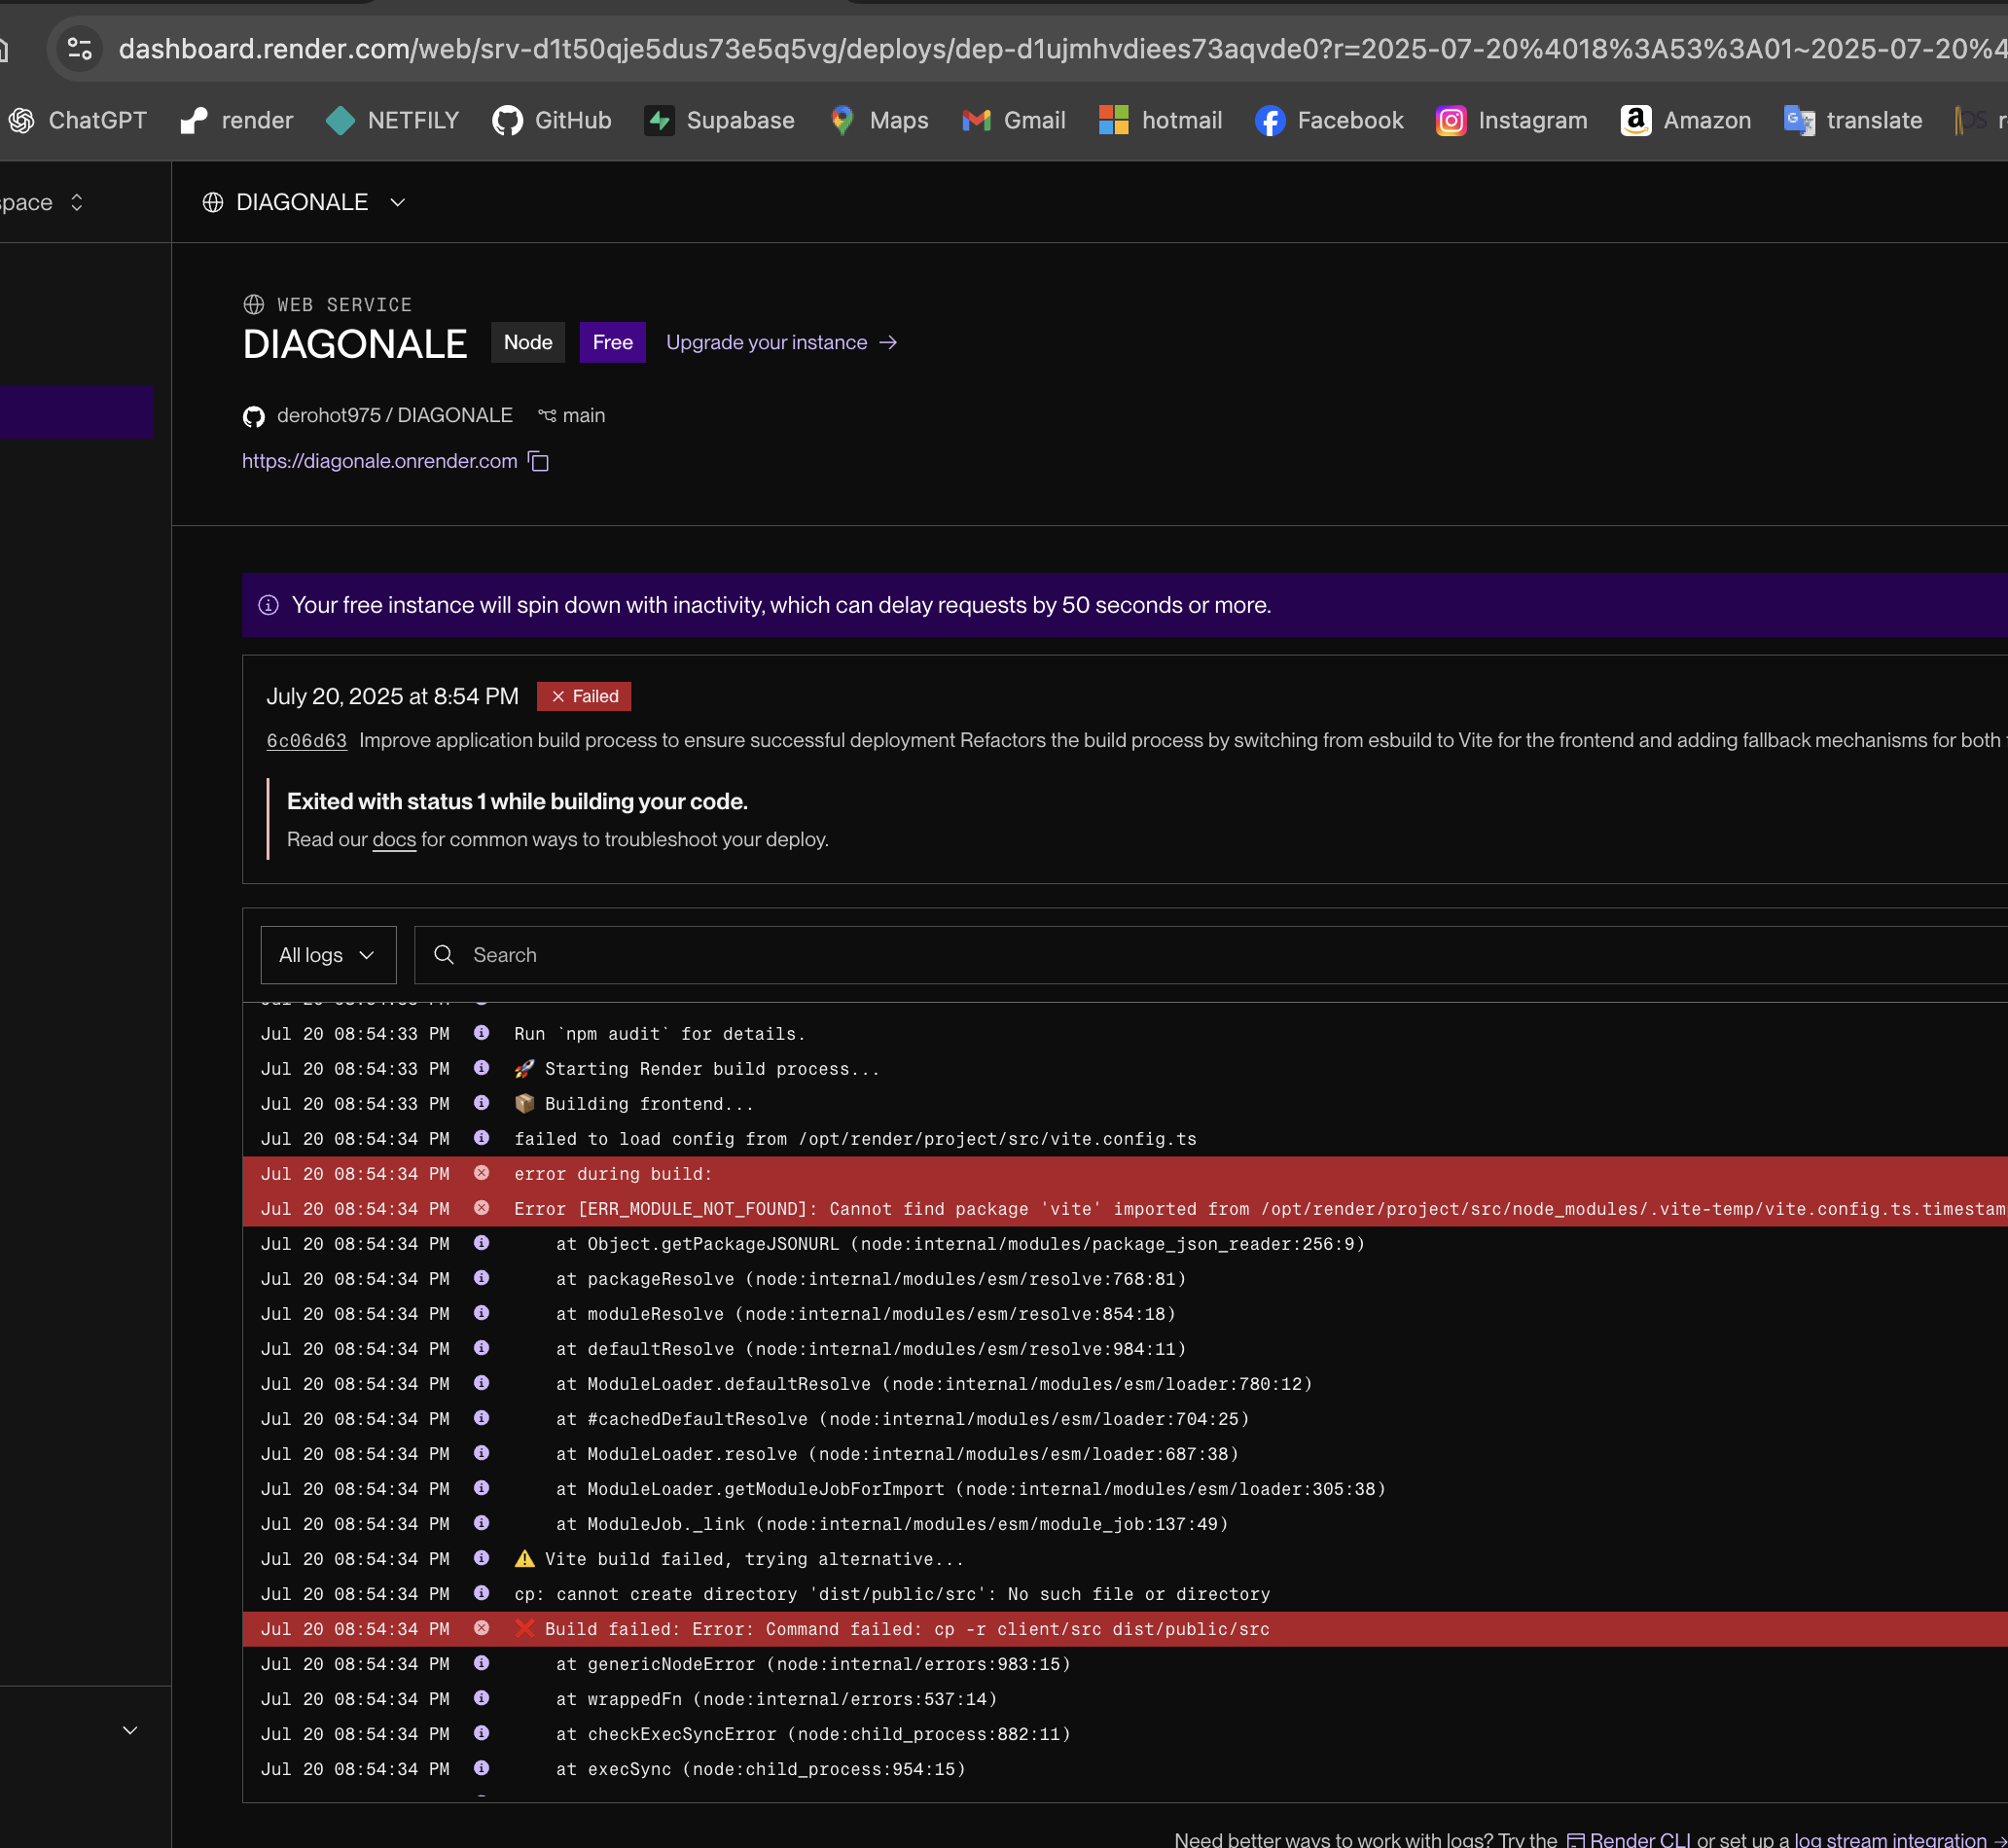 dashboard.render.com/web/srv-d1t50qje5dus73e5q5vg/deploys/dep-d1ujmhvdiees73aqvde0?r=2025-07-20%4018%3A53%3A01~2025-07-20%4
ChatGPT render NETFILY GitHub Supabase Maps Gmail hotmail Facebook Instagram Amazon translate
space DIAGONALE
WEB SERVICE
DIAGONALE Node Free Upgrade your instance →
derohot975 / DIAGONALE main
https://diagonale.onrender.com
Your free instance will spin down with inactivity, which can delay requests by 50 seconds or more.
July 20, 2025 at 8:54 PM × Failed
6c06d63 Improve application build process to ensure successful deployment Refactors the build process by switching from esbuild to Vite for the frontend and adding fallback mechanisms for both
Exited with status 1 while building your code.
Read our docs for common ways to troubleshoot your deploy.
All logs Search
Jul 20 08:54:33 PM Run `npm audit` for details.
Jul 20 08:54:33 PM 🚀 Starting Render build process...
Jul 20 08:54:33 PM 📦 Building frontend...
Jul 20 08:54:34 PM failed to load config from /opt/render/project/src/vite.config.ts
Jul 20 08:54:34 PM error during build:
Jul 20 08:54:34 PM Error [ERR_MODULE_NOT_FOUND]: Cannot find package 'vite' imported from /opt/render/project/src/node_modules/.vite-temp/vite.config.ts.timestam
Jul 20 08:54:34 PM at Object.getPackageJSONURL (node:internal/modules/package_json_reader:256:9)
Jul 20 08:54:34 PM at packageResolve (node:internal/modules/esm/resolve:768:81)
Jul 20 08:54:34 PM at moduleResolve (node:internal/modules/esm/resolve:854:18)
Jul 20 08:54:34 PM at defaultResolve (node:internal/modules/esm/resolve:984:11)
Jul 20 08:54:34 PM at ModuleLoader.defaultResolve (node:internal/modules/esm/loader:780:12)
Jul 20 08:54:34 PM at #cachedDefaultResolve (node:internal/modules/esm/loader:704:25)
Jul 20 08:54:34 PM at ModuleLoader.resolve (node:internal/modules/esm/loader:687:38)
Jul 20 08:54:34 PM at ModuleLoader.getModuleJobForImport (node:internal/modules/esm/loader:305:38)
Jul 20 08:54:34 PM at ModuleJob._link (node:internal/modules/esm/module_job:137:49)
Jul 20 08:54:34 PM ⚠️ Vite build failed, trying alternative...
Jul 20 08:54:34 PM cp: cannot create directory 'dist/public/src': No such file or directory
Jul 20 08:54:34 PM ❌ Build failed: Error: Command failed: cp -r client/src dist/public/src
Jul 20 08:54:34 PM at genericNodeError (node:internal/errors:983:15)
Jul 20 08:54:34 PM at wrappedFn (node:internal/errors:537:14)
Jul 20 08:54:34 PM at checkExecSyncError (node:child_process:882:11)
Jul 20 08:54:34 PM at execSync (node:child_process:954:15)
Need better ways to work with logs? Try the Render CLI or set up a log stream integration →